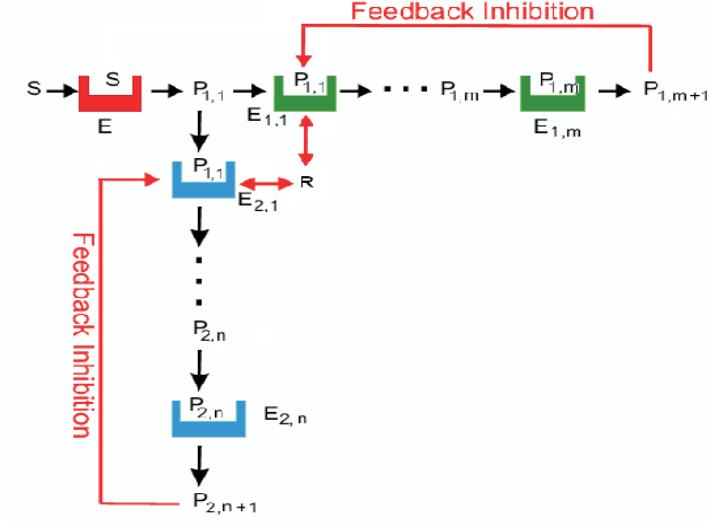 Feedback Inhibition
S S P1,1 P1,1 P1,m P1,m P1,m+1
E E1,1 E1,m
P1,1
R
E2,1
Feedback Inhibition
P2,n
P2,n E2,n
P2,n+1